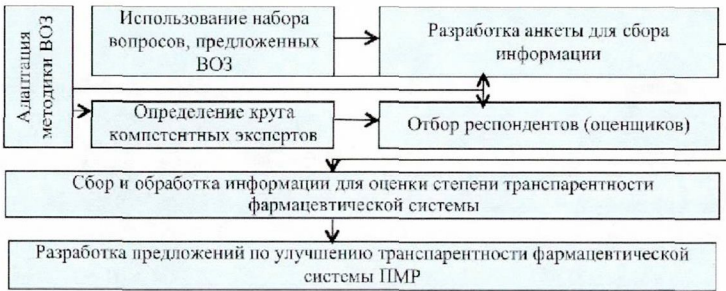 Адаптация
методики ВОЗ
Использование набора
вопросов, предложенных
ВОЗ
Разработка анкеты для сбора
информации
Определение круга
компетентных экспертов
Отбор респондентов (оценщиков)
Сбор и обработка информации для оценки степени транспарентности
фармацевтической системы
Разработка предложений по улучшению транспарентности фармацевтической
системы ПМР